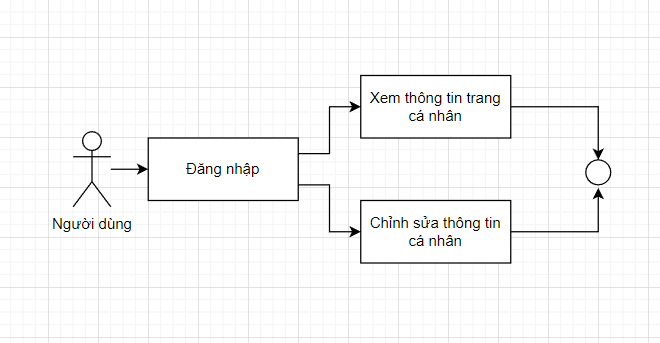 Xem thông tin trang
cá nhân
Đăng nhập
Người dùng
Chỉnh sửa thông tin
cá nhân